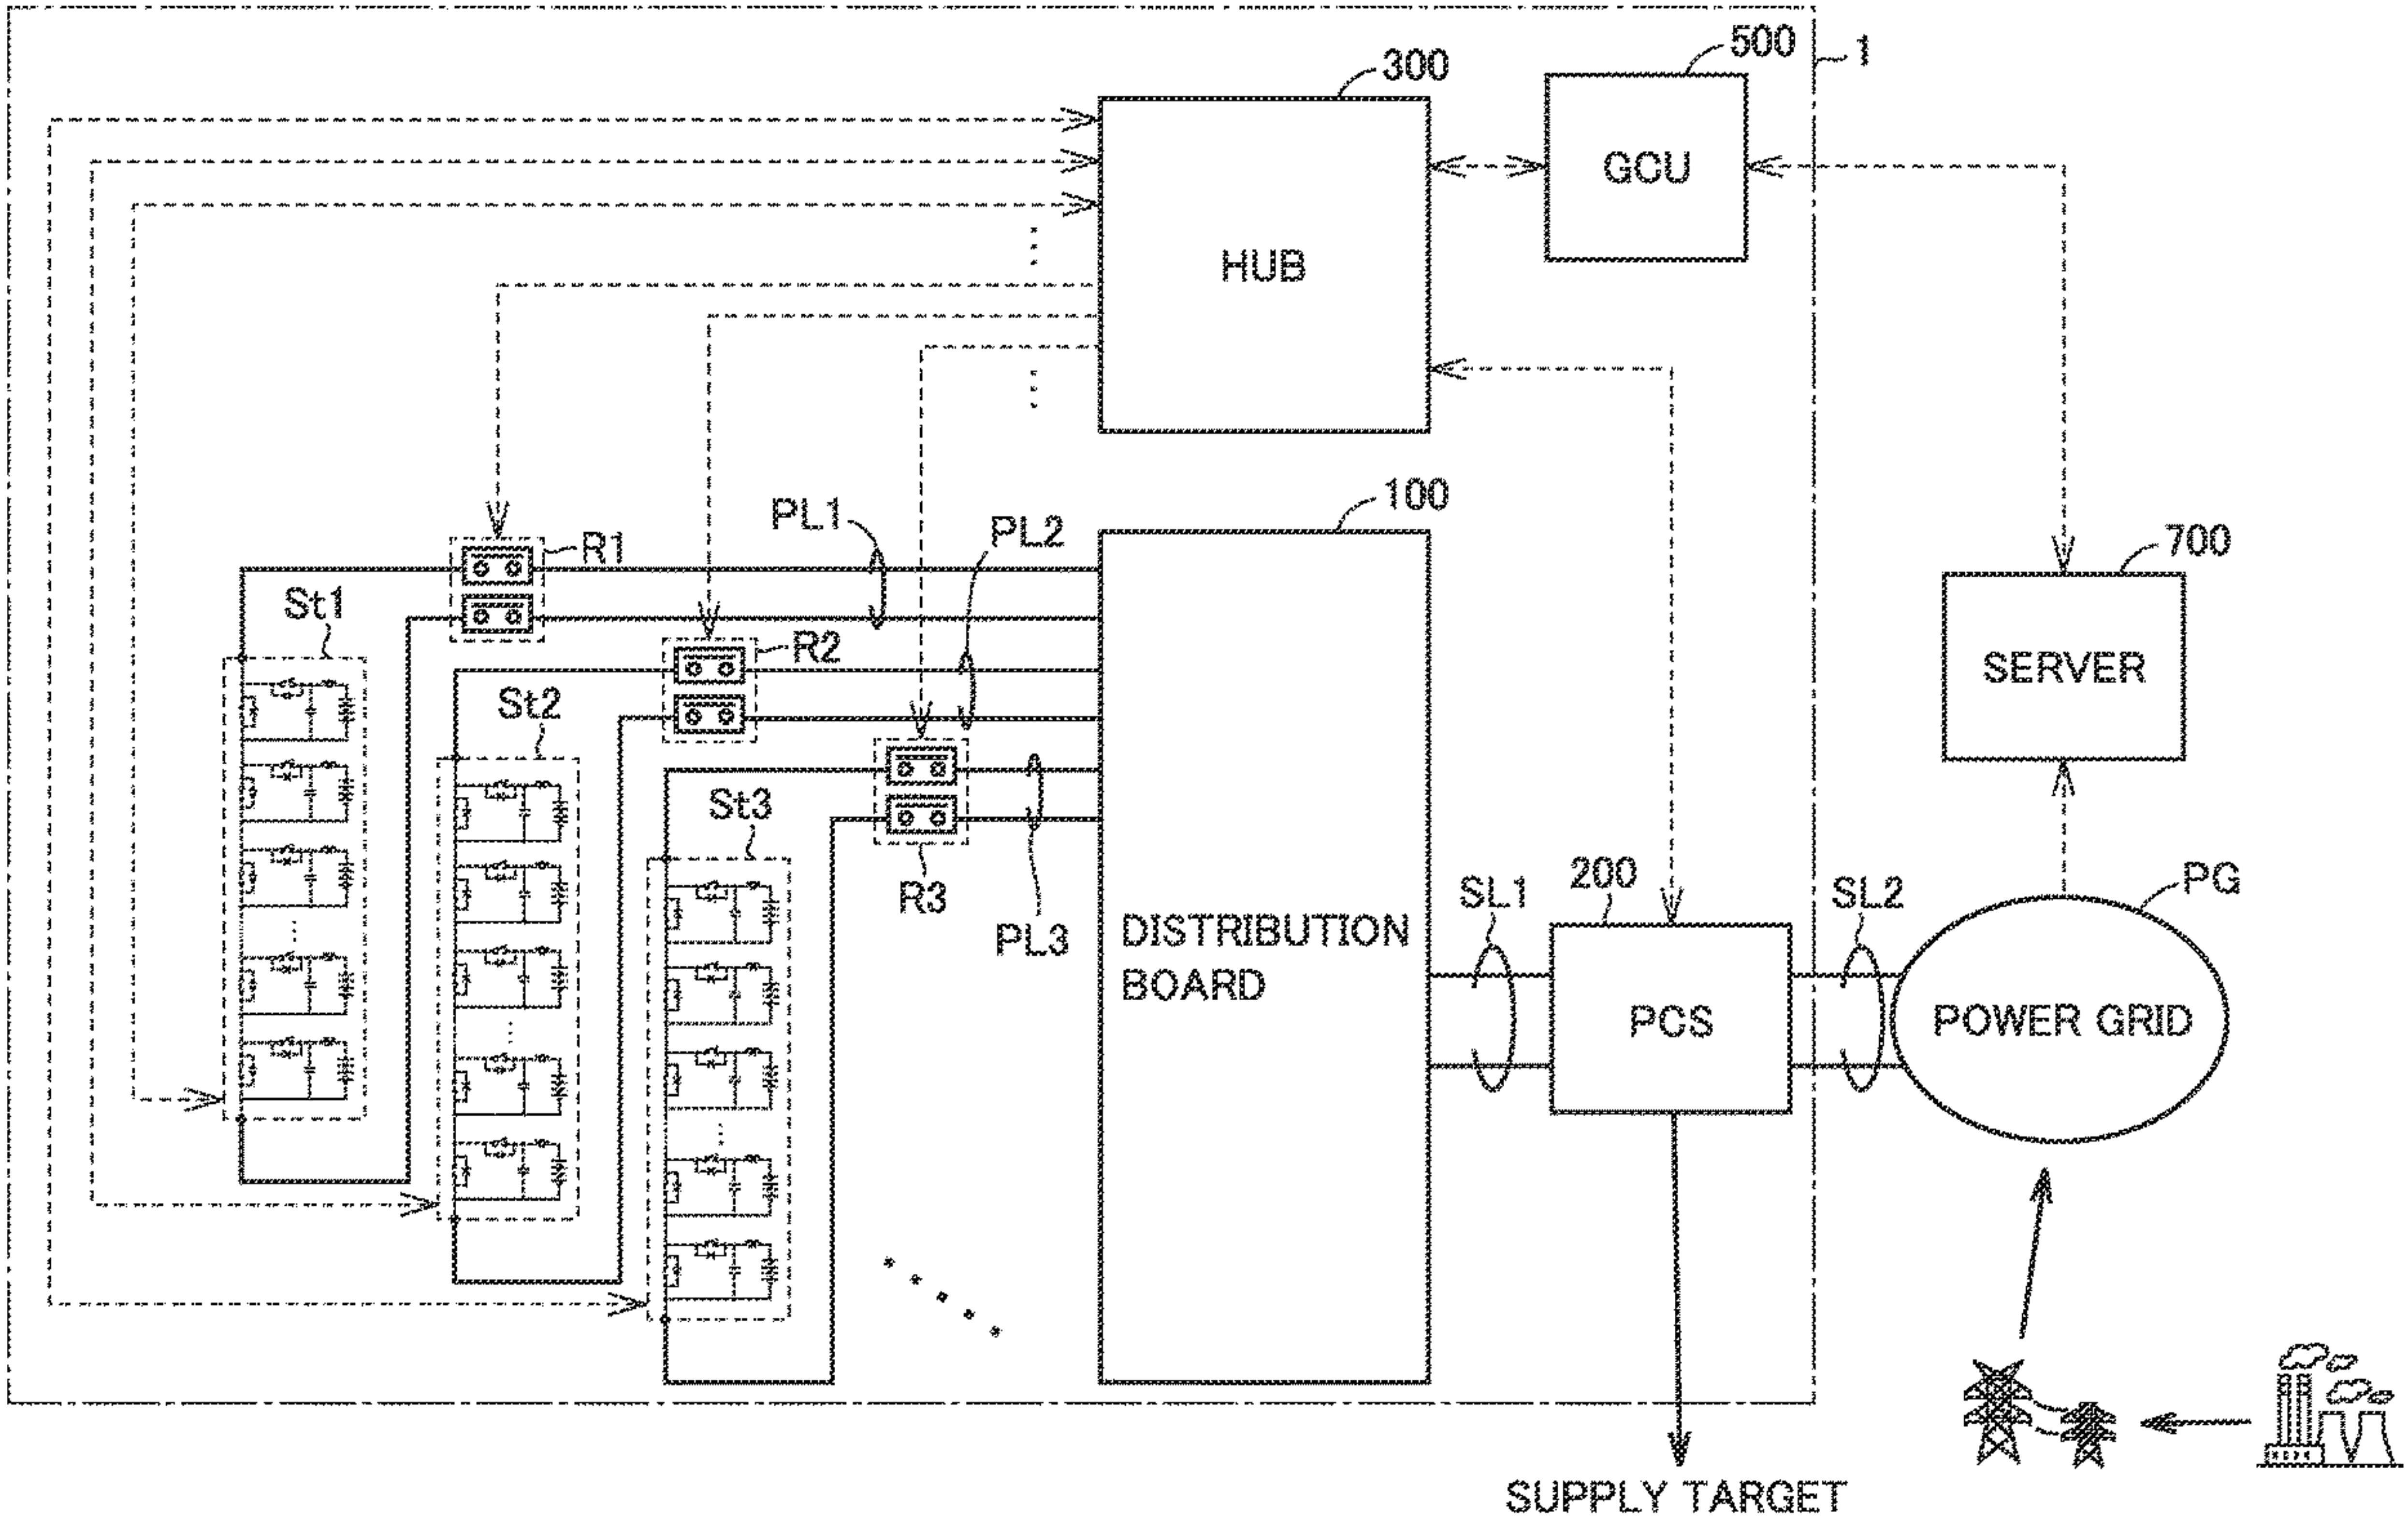 500
1
300
GCU
HUB
100
PL1
PL2
R1
700
St1
R2
SERVER
St2
St3
200
PG
R3
SL1
SL2
PL3
DISTRIBUTION
BOARD
PCS
POWER GRID
SUPPLY TARGET